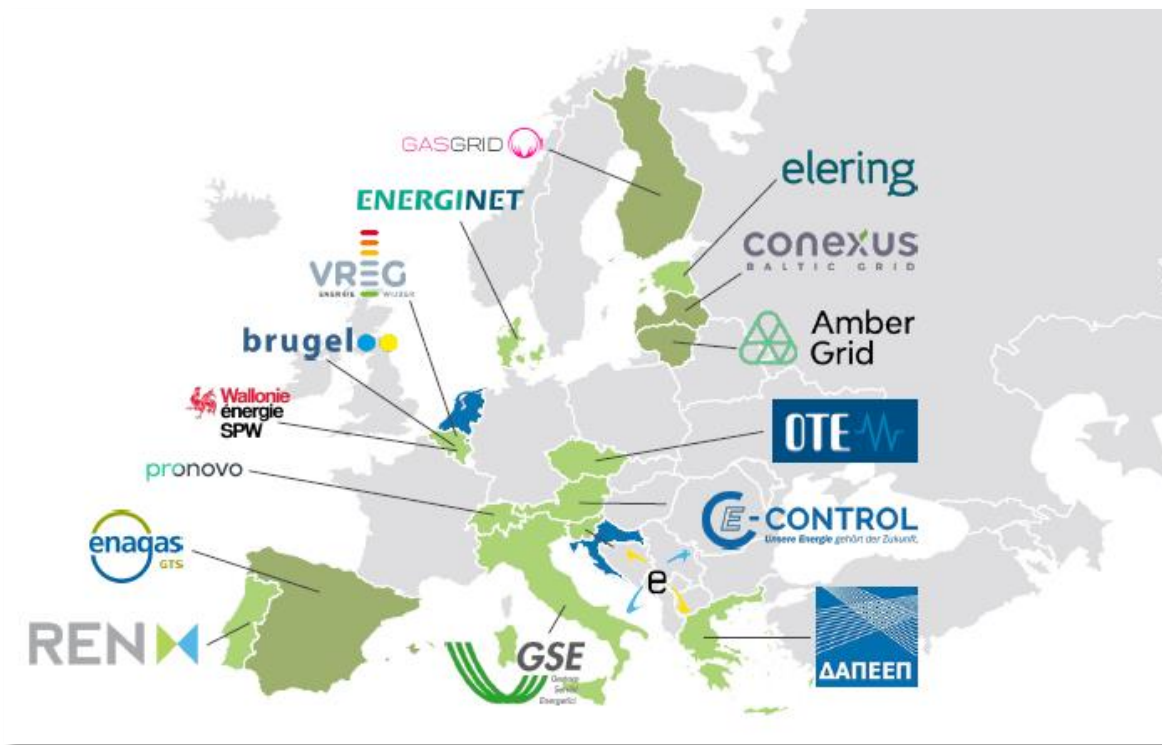 GASGRID
elering
ENERGINET
conexus
BALTIC GRID
VREG
ENERGIE WIJZER
Amber
Grid
brugel
Wallonie
énergie
SPW
OTE
pronovo
E-CONTROL
Unsere Energie gehört der Zukunft.
enagas
GTS
e
REN
GSE
Gestore
Servizi
Energetici
ΔΑΠΕΕΠ